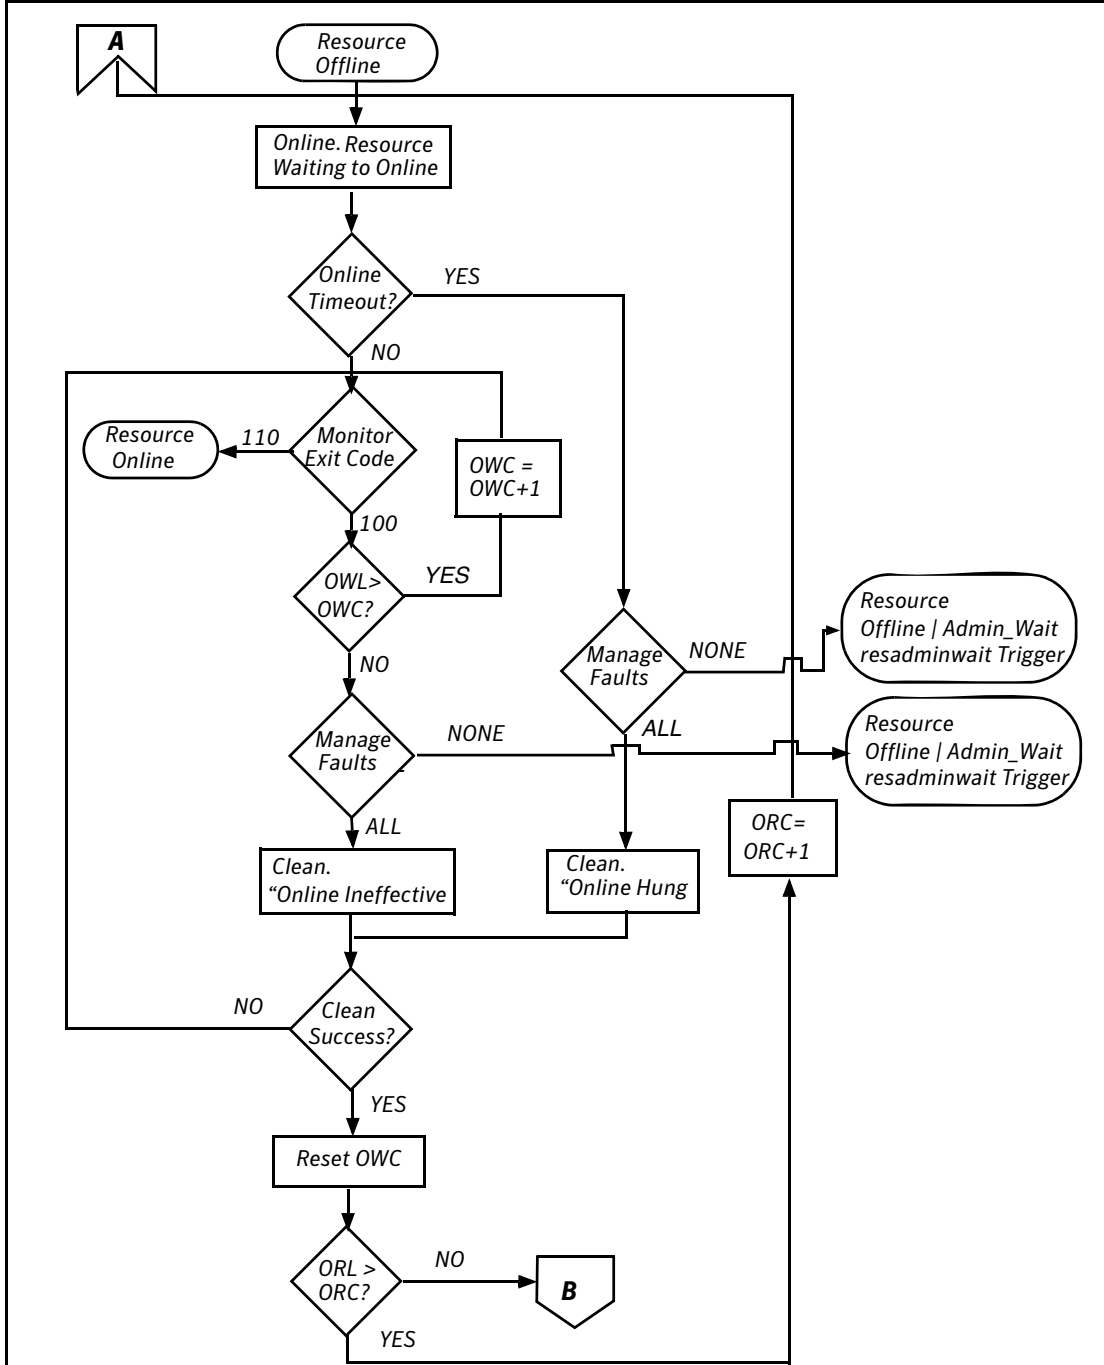 A
Resource
Offline
Online. Resource
Waiting to Online
Online
Timeout?
YES
NO
Resource
Online
110
Monitor
Exit Code
OWC =
OWC+1
100
OWL>
OWC?
YES
NO
Manage
Faults
NONE
Resource
Offline | Admin_Wait
resadminwait Trigger
ALL
Manage
Faults
NONE
Resource
Offline | Admin_Wait
resadminwait Trigger
ALL
ORC=
ORC+1
Clean.
“Online Ineffective
Clean.
“Online Hung
NO
Clean
Success?
YES
Reset OWC
ORL >
ORC?
NO
B
YES